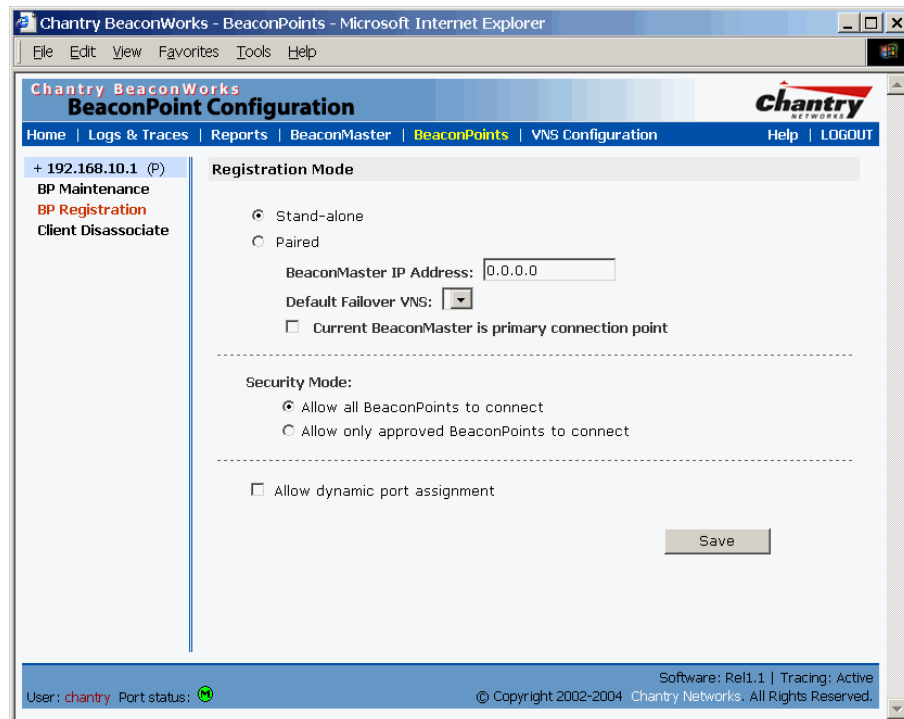 Chantry BeaconWorks - BeaconPoints - Microsoft Internet Explorer
File Edit View Favorites Tools Help
Chantry BeaconWorks
BeaconPoint Configuration
Chantry
NETWORKS
Home | Logs & Traces | Reports | BeaconMaster | BeaconPoints | VNS Configuration Help | LOGOUT
+ 192.168.10.1 (P)
BP Maintenance
BP Registration
Client Disassociate
Registration Mode
Stand-alone
Paired
BeaconMaster IP Address: 0.0.0.0
Default Failover VNS:
Current BeaconMaster is primary connection point
Security Mode:
Allow all BeaconPoints to connect
Allow only approved BeaconPoints to connect
Allow dynamic port assignment
Save
Software: Rel1.1 | Tracing: Active
User: chantry Port status: M
© Copyright 2002-2004 Chantry Networks. All Rights Reserved.